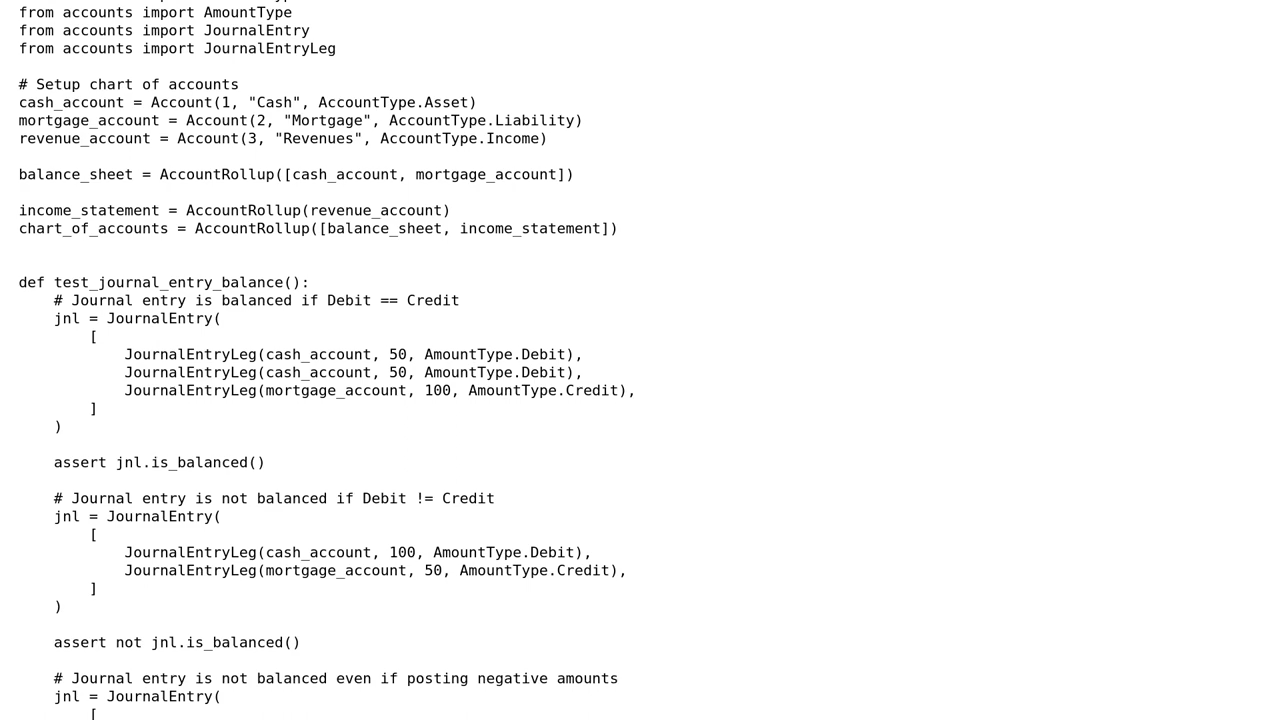 from accounts import AmountType
from accounts import JournalEntry
from accounts import JournalEntryLeg

# Setup chart of accounts
cash_account = Account(1, "Cash", AccountType.Asset)
mortgage_account = Account(2, "Mortgage", AccountType.Liability)
revenue_account = Account(3, "Revenues", AccountType.Income)

balance_sheet = AccountRollup([cash_account, mortgage_account])

income_statement = AccountRollup(revenue_account)
chart_of_accounts = AccountRollup([balance_sheet, income_statement])


def test_journal_entry_balance():
    # Journal entry is balanced if Debit == Credit
    jnl = JournalEntry(
        [
            JournalEntryLeg(cash_account, 50, AmountType.Debit),
            JournalEntryLeg(cash_account, 50, AmountType.Debit),
            JournalEntryLeg(mortgage_account, 100, AmountType.Credit),
        ]
    )

    assert jnl.is_balanced()

    # Journal entry is not balanced if Debit != Credit
    jnl = JournalEntry(
        [
            JournalEntryLeg(cash_account, 100, AmountType.Debit),
            JournalEntryLeg(mortgage_account, 50, AmountType.Credit),
        ]
    )

    assert not jnl.is_balanced()

    # Journal entry is not balanced even if posting negative amounts
    jnl = JournalEntry(
        [